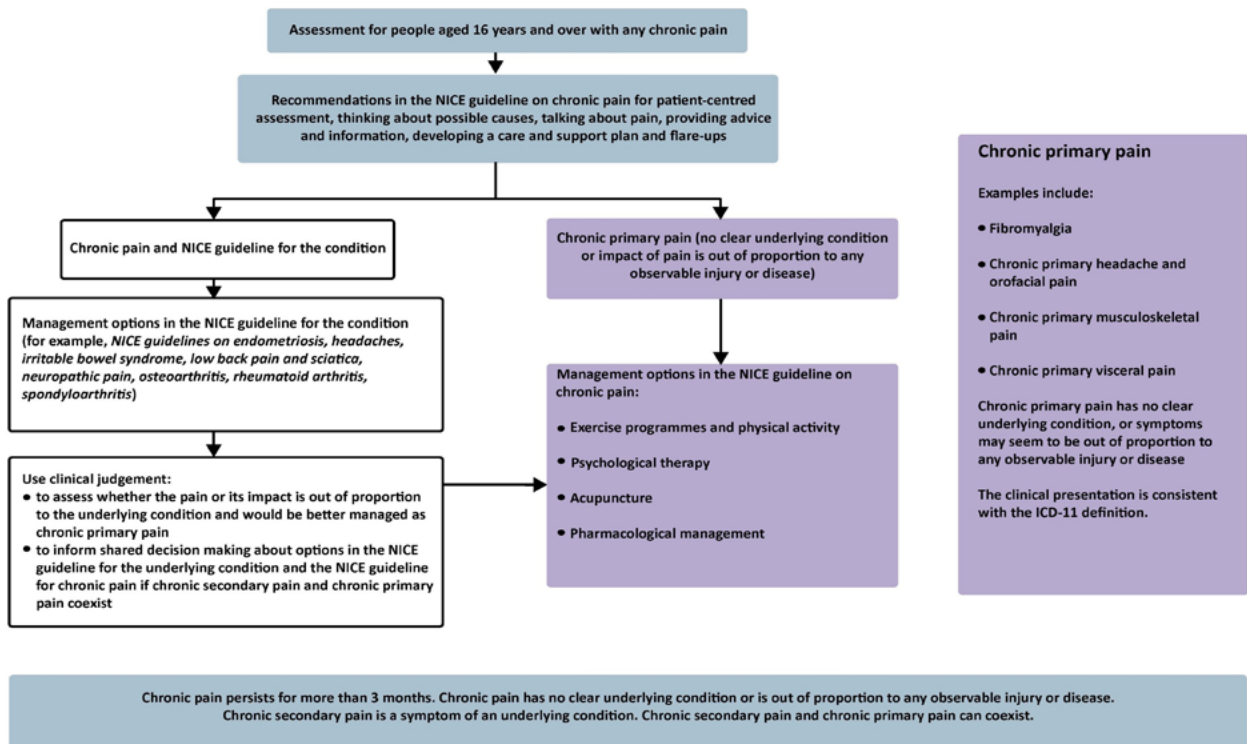 Assessment for people aged 16 years and over with any chronic pain
Recommendations in the NICE guideline on chronic pain for patient-centred
assessment, thinking about possible causes, talking about pain, providing advice
and information, developing a care and support plan and flare-ups
Chronic pain and NICE guideline for the condition
Management options in the NICE guideline for the condition
(for example, NICE guidelines on endometriosis, headaches,
irritable bowel syndrome, low back pain and sciatica,
neuropathic pain, osteoarthritis, rheumatoid arthritis,
spondyloarthritis)
Use clinical judgement:
● to assess whether the pain or its impact is out of proportion
to the underlying condition and would be better managed as
chronic primary pain
● to inform shared decision making about options in the NICE
guideline for the underlying condition and the NICE guideline
for chronic pain if chronic secondary pain and chronic primary
pain coexist
Chronic primary pain (no clear underlying condition
or impact of pain is out of proportion to any
observable injury or disease)
Management options in the NICE guideline on
chronic pain:
● Exercise programmes and physical activity
● Psychological therapy
● Acupuncture
● Pharmacological management
Chronic primary pain
Examples include:
● Fibromyalgia
● Chronic primary headache and
orofacial pain
● Chronic primary musculoskeletal
pain
● Chronic primary visceral pain
Chronic primary pain has no clear
underlying condition, or symptoms
may seem to be out of proportion to
any observable injury or disease
The clinical presentation is consistent
with the ICD-11 definition.
Chronic pain persists for more than 3 months. Chronic pain has no clear underlying condition or is out of proportion to any observable injury or disease.
Chronic secondary pain is a symptom of an underlying condition. Chronic secondary pain and chronic primary pain can coexist.